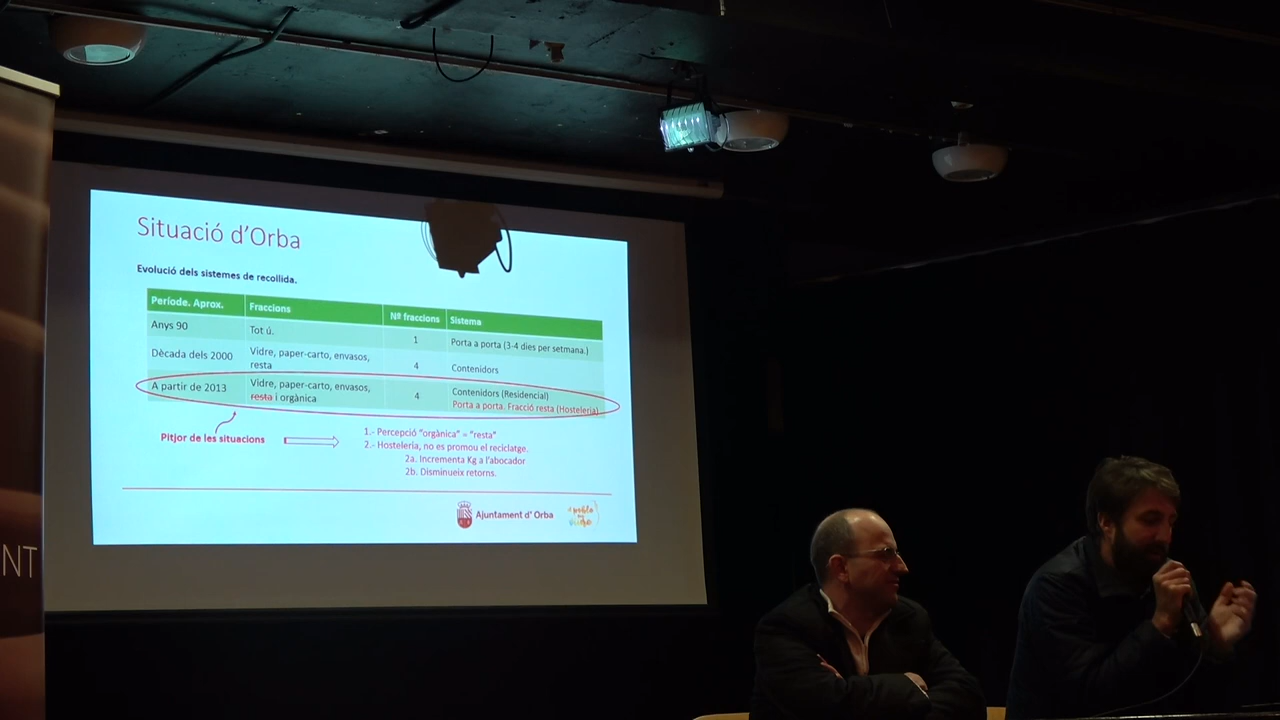 Situació d'Orba
Evolució dels sistemes de recollida.
Període. Aprox. Fraccions Nº fraccions Sistema
Anys 90 Tot ú. 1 Porta a porta (3-4 dies per setmana.)
Dècada dels 2000 Vidre, paper-carto, envasos, resta 4 Contenidors
A partir de 2013 Vidre, paper-carto, envasos, resta i orgànica 4 Contenidors (Residencial) Porta a porta. Fracció resta (Hosteleria)
Pitjor de les situacions
1.- Percepció "orgànica" = "resta"
2.- Hosteleria, no es promou el reciclatge.
2a. Incrementa Kg a l'abocador
2b. Disminueix retorns.
Ajuntament d' Orba
NT